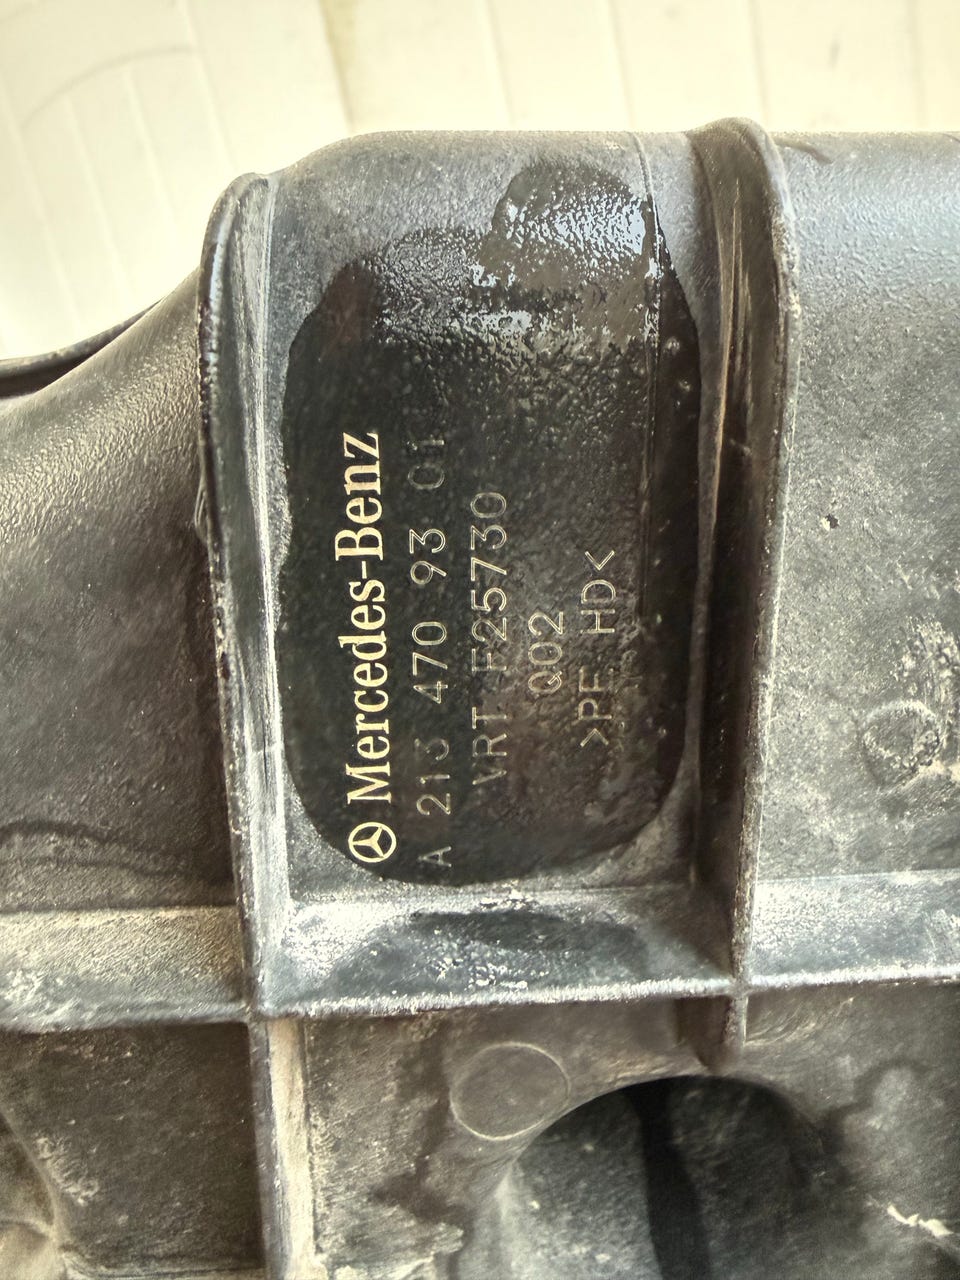 Mercedes-Benz
A 213 470 93 01
VRT F25730
Q02
>PE HD<